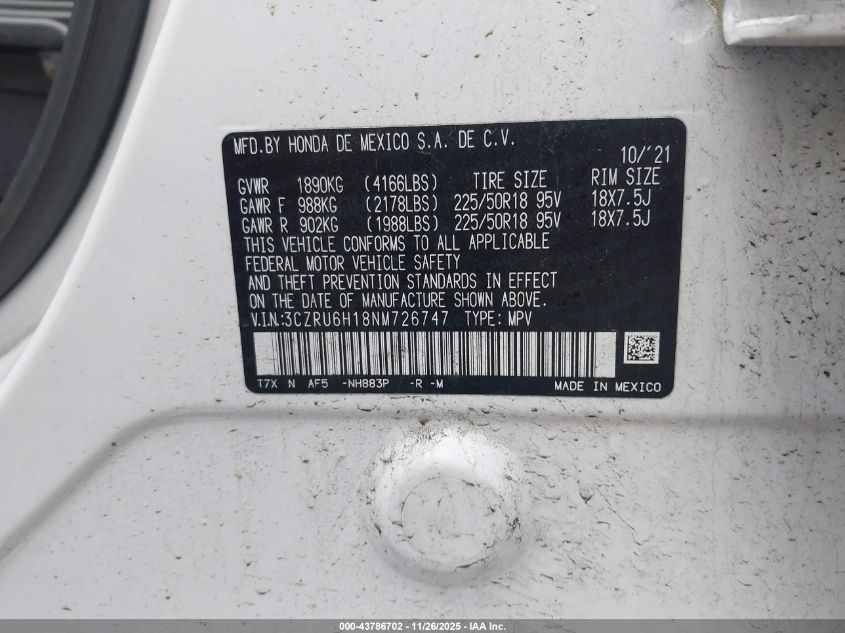 MFD.BY HONDA DE MEXICO S.A. DE C.V.
10/'21
GVWR 1890KG (4166LBS) TIRE SIZE RIM SIZE
GAWR F 988KG (2178LBS) 225/50R18 95V 18X7.5J
GAWR R 902KG (1988LBS) 225/50R18 95V 18X7.5J
THIS VEHICLE CONFORMS TO ALL APPLICABLE
FEDERAL MOTOR VEHICLE SAFETY
AND THEFT PREVENTION STANDARDS IN EFFECT
ON THE DATE OF MANUFACTURE SHOWN ABOVE.
V.I.N.:3CZRU6H18NM726747 TYPE: MPV
T7X N AF5 -NH883P -R -M MADE IN MEXICO
000-43786702 - 11/26/2025 - IAA Inc.